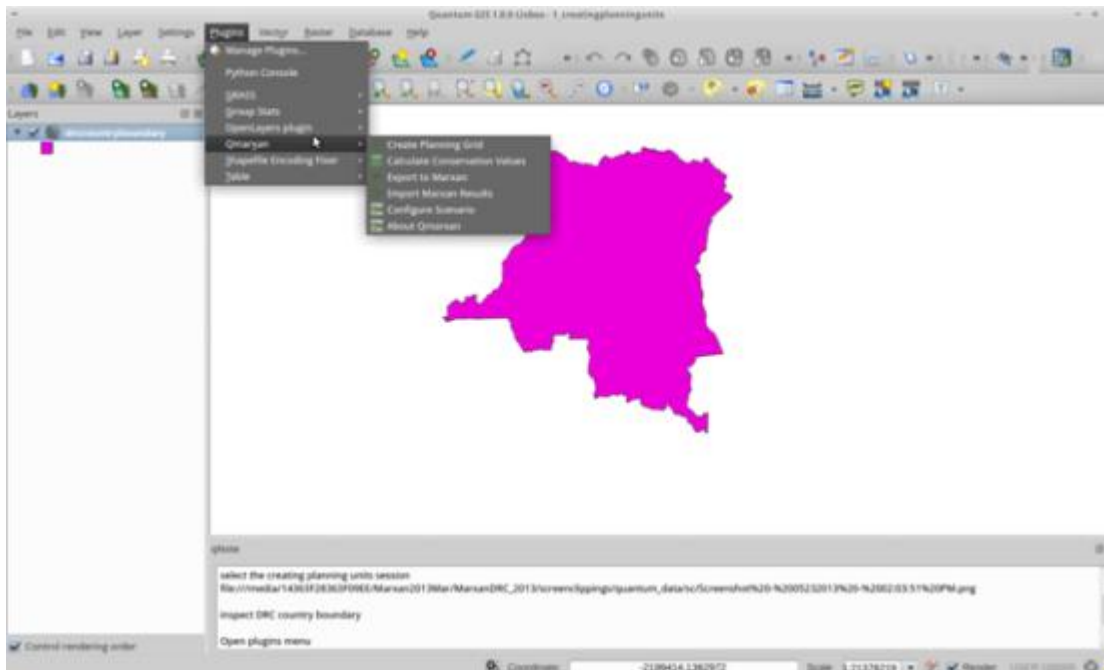 Quantum GIS 1.8.0-Lisboa - 1_creatingplanningunits
File Edit View Layer Settings Plugins Vector Raster Database Help
Manage Plugins...
Python Console
GRASS
Group Stats
OpenLayers plugin
Qmarxan
Shapefile Encoding Fixer
Table
Create Planning Grid
Calculate Conservation Values
Export to Marxan
Import Marxan Results
Configure Scenario
About Qmarxan
Layers
drccountryboundary
qNote
select the creating planning units session
inspect DRC country boundary
Open plugins menu
Control rendering order
Coordinate:
Scale
Render